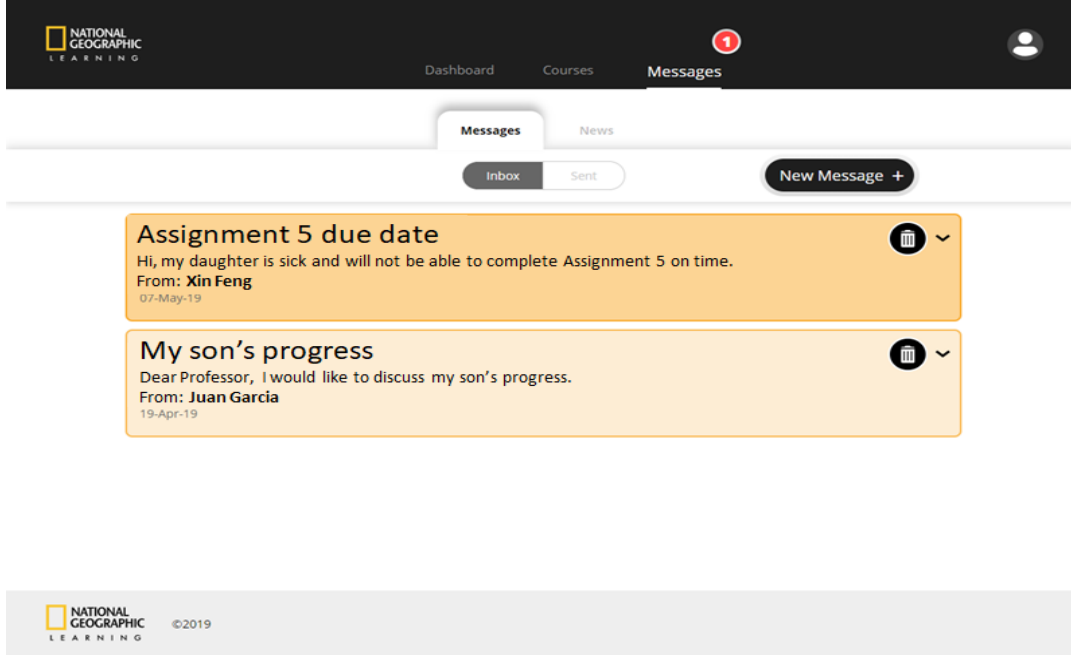 NATIONAL
GEOGRAPHIC
LEARNING
1
Dashboard Courses Messages
Messages News
Inbox Sent New Message +
Assignment 5 due date
Hi, my daughter is sick and will not be able to complete Assignment 5 on time.
From: Xin Feng
07-May-19
My son’s progress
Dear Professor, I would like to discuss my son’s progress.
From: Juan Garcia
19-Apr-19
NATIONAL
GEOGRAPHIC
LEARNING
©2019